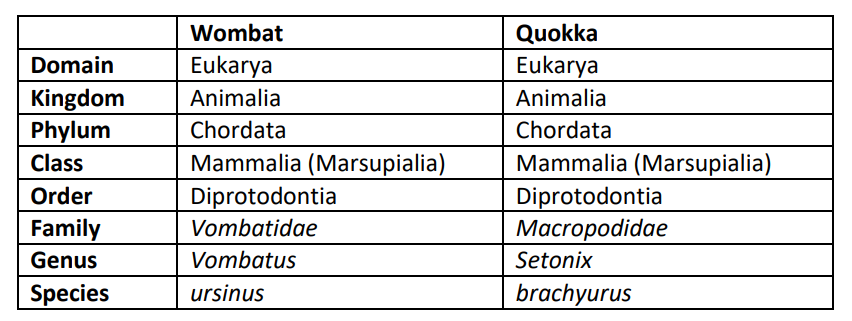 Wombat Quokka
Domain Eukarya Eukarya
Kingdom Animalia Animalia
Phylum Chordata Chordata
Class Mammalia (Marsupialia) Mammalia (Marsupialia)
Order Diprotodontia Diprotodontia
Family Vombatidae Macropodidae
Genus Vombatus Setonix
Species ursinus brachyurus